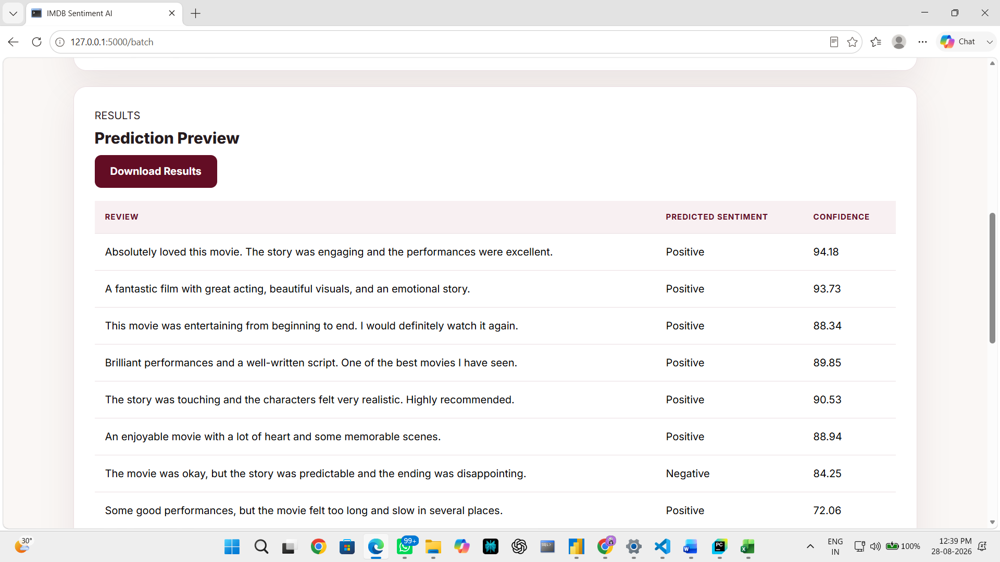 IMDB Sentiment AI
127.0.0.1:5000/batch
Chat
RESULTS
Prediction Preview
Download Results
REVIEW PREDICTED SENTIMENT CONFIDENCE
Absolutely loved this movie. The story was engaging and the performances were excellent. Positive 94.18
A fantastic film with great acting, beautiful visuals, and an emotional story. Positive 93.73
This movie was entertaining from beginning to end. I would definitely watch it again. Positive 88.34
Brilliant performances and a well-written script. One of the best movies I have seen. Positive 89.85
The story was touching and the characters felt very realistic. Highly recommended. Positive 90.53
An enjoyable movie with a lot of heart and some memorable scenes. Positive 88.94
The movie was okay, but the story was predictable and the ending was disappointing. Negative 84.25
Some good performances, but the movie felt too long and slow in several places. Positive 72.06
30°
99+
SQL>
W
PC
X
ENG
IN
100%
12:39 PM
28-08-2026